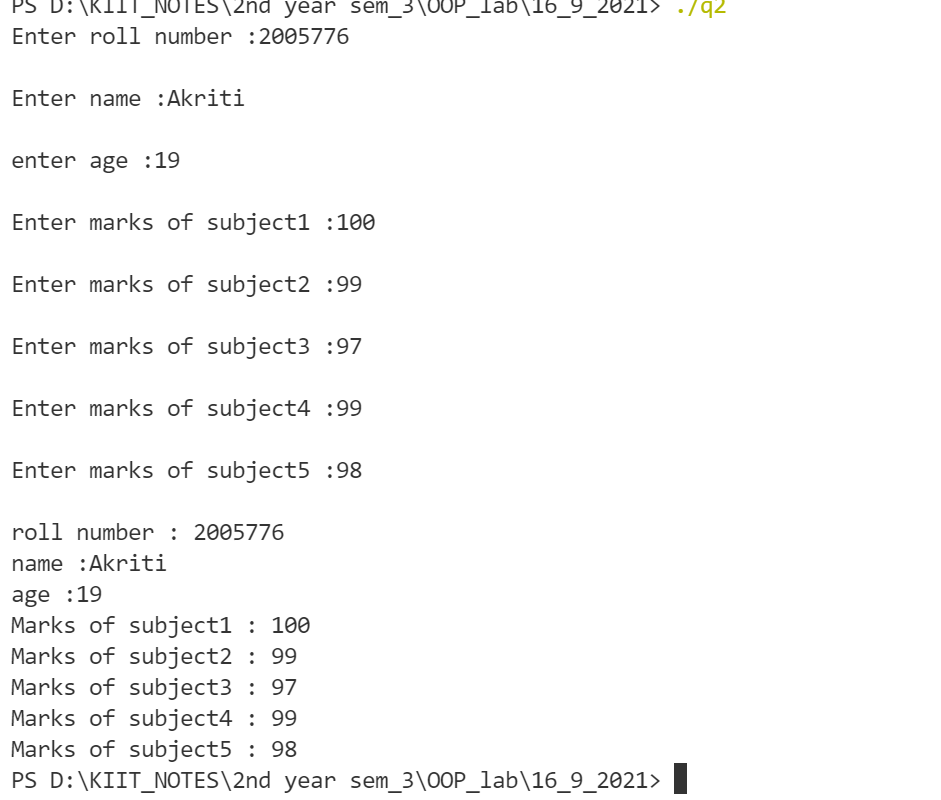 PS D:\KIIT_NOTES\2nd year sem_3\OOP_lab\16_9_2021> ./q2
Enter roll number :2005776
Enter name :Akriti
enter age :19
Enter marks of subject1 :100
Enter marks of subject2 :99
Enter marks of subject3 :97
Enter marks of subject4 :99
Enter marks of subject5 :98
roll number : 2005776
name :Akriti
age :19
Marks of subject1 : 100
Marks of subject2 : 99
Marks of subject3 : 97
Marks of subject4 : 99
Marks of subject5 : 98
PS D:\KIIT_NOTES\2nd year sem_3\OOP_lab\16_9_2021>